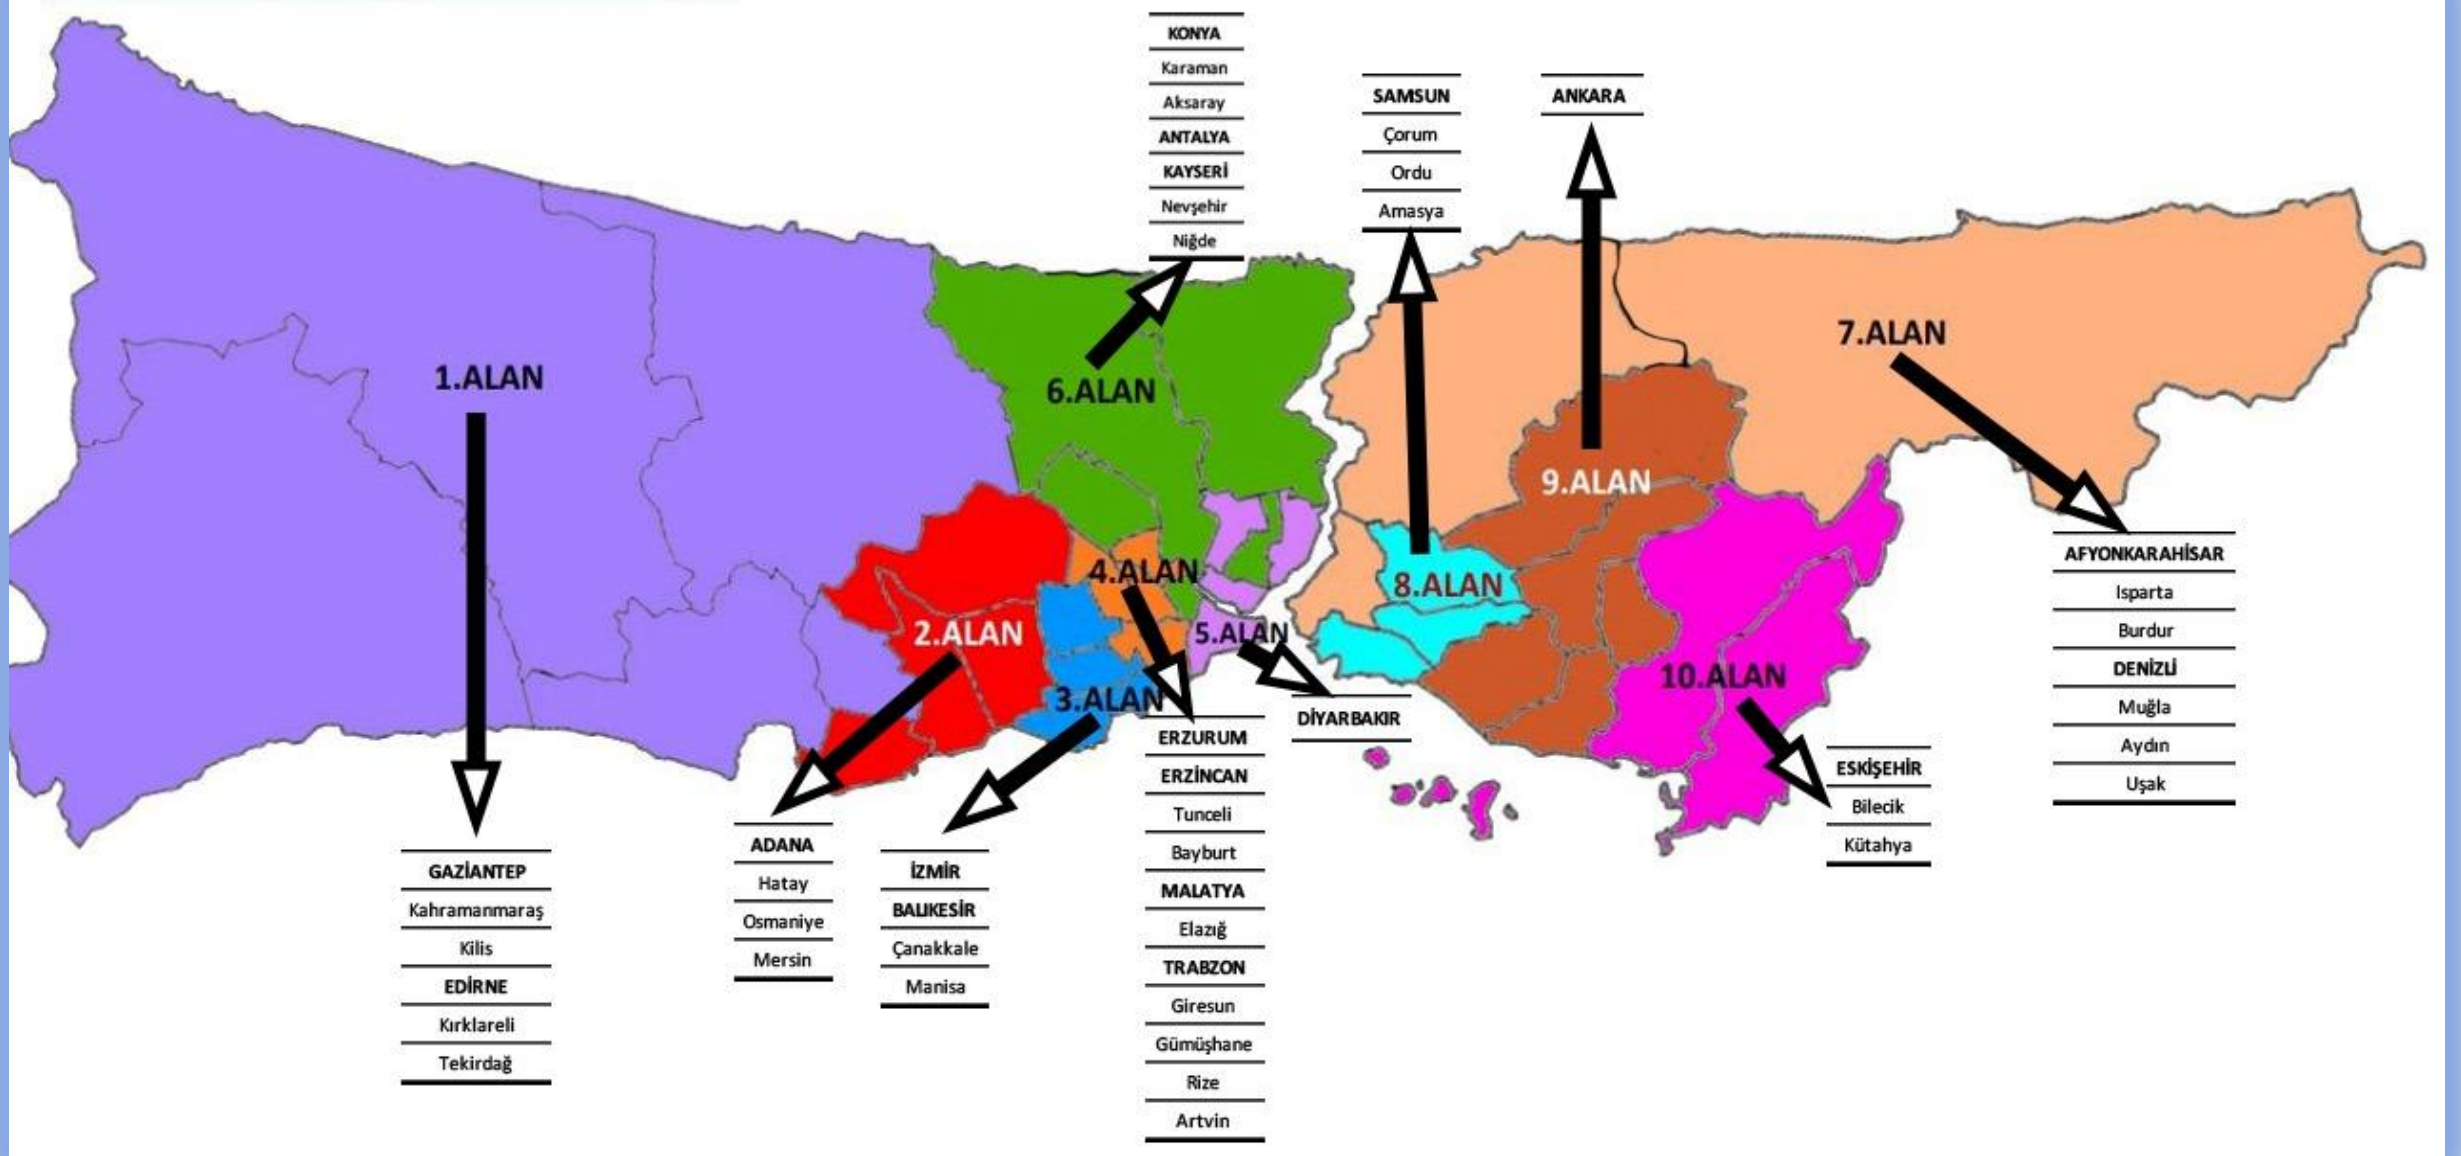 KONYA
Karaman
Aksaray
ANTALYA
KAYSERİ
Nevşehir
Niğde
SAMSUN
Çorum
Ordu
Amasya
ANKARA
1.ALAN
6.ALAN
7.ALAN
9.ALAN
4.ALAN
8.ALAN
2.ALAN
5.ALAN
10.ALAN
3.ALAN
GAZİANTEP
Kahramanmaraş
Kilis
EDİRNE
Kırklareli
Tekirdağ
ADANA
Hatay
Osmaniye
Mersin
İZMİR
BALIKESİR
Çanakkale
Manisa
ERZURUM
ERZİNCAN
Tunceli
Bayburt
MALATYA
Elazığ
TRABZON
Giresun
Gümüşhane
Rize
Artvin
DİYARBAKIR
ESKİŞEHİR
Bilecik
Kütahya
AFYONKARAHİSAR
Isparta
Burdur
DENİZLİ
Muğla
Aydın
Uşak